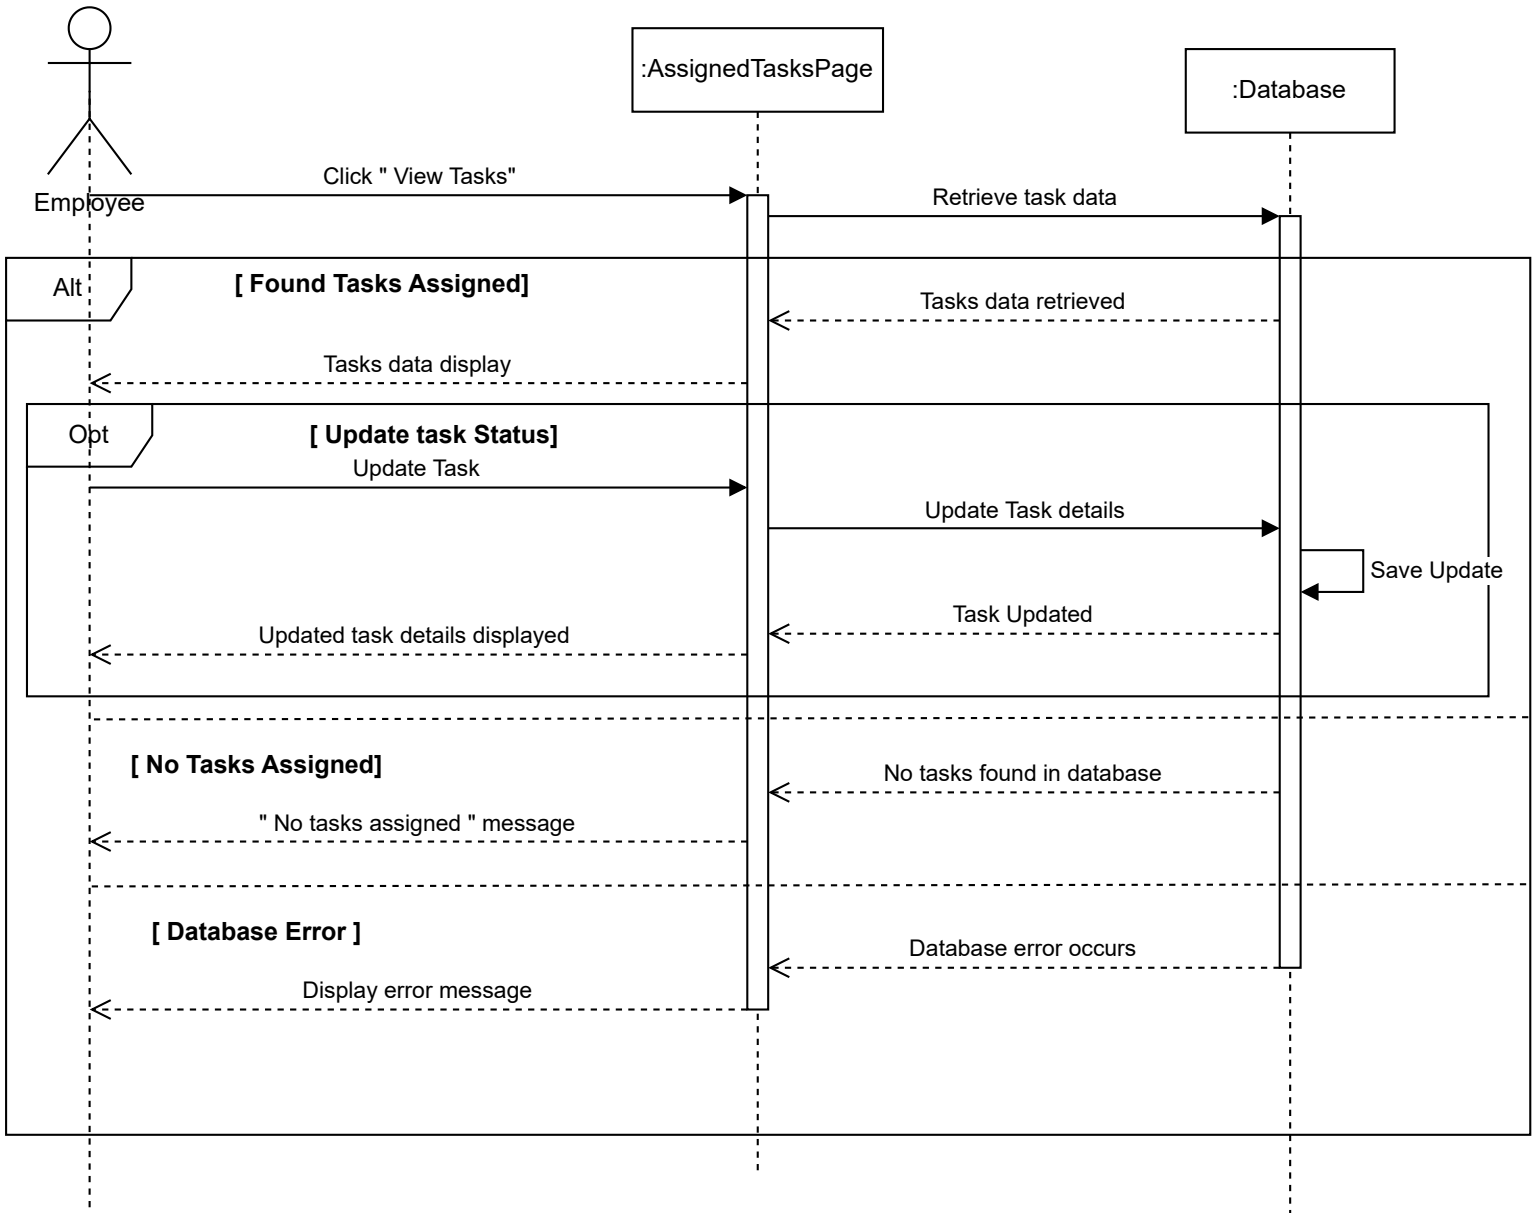 :AssignedTasksPage
:Database
Click " View Tasks"
Employee
Retrieve task data
Alt
[ Found Tasks Assigned]
Tasks data retrieved
Tasks data display
Opt
[ Update task Status]
Update Task
Update Task details
Save Update
Task Updated
Updated task details displayed
[ No Tasks Assigned]
No tasks found in database
" No tasks assigned " message
[ Database Error ]
Database error occurs
Display error message